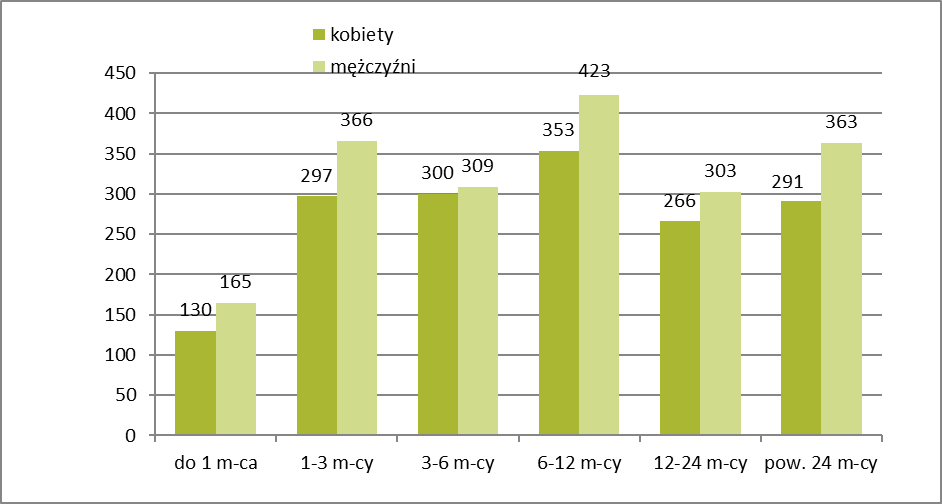 kobiety
mężczyźni
450
400
350
300
250
200
150
100
50
0
130
165
297
366
300
309
353
423
266
303
291
363
do 1 m-ca
1-3 m-cy
3-6 m-cy
6-12 m-cy
12-24 m-cy
pow. 24 m-cy